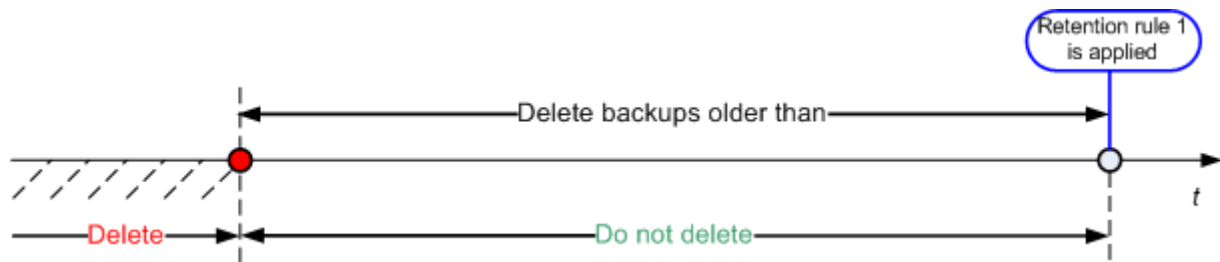 Retention rule 1
is applied
Delete backups older than
t
Delete
Do not delete